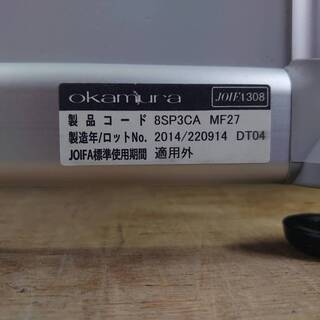 okamura JOIFA1308
製品コード 8SP3CA MF27
製造年/ロットNo. 2014/220914 DT04
JOIFA標準使用期間 適用外